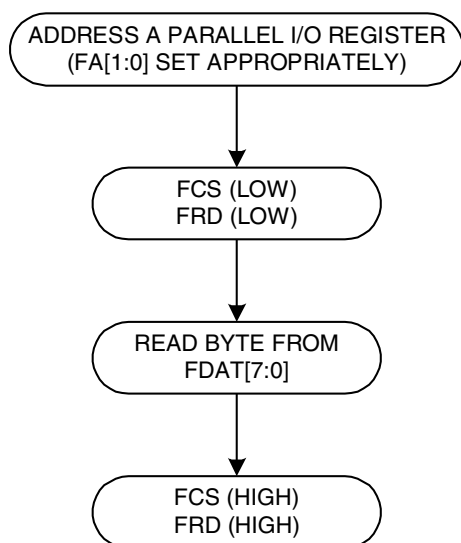 ADDRESS A PARALLEL I/O REGISTER
(FA[1:0] SET APPROPRIATELY)
FCS (LOW)
FRD (LOW)
READ BYTE FROM
FDAT[7:0]
FCS (HIGH)
FRD (HIGH)